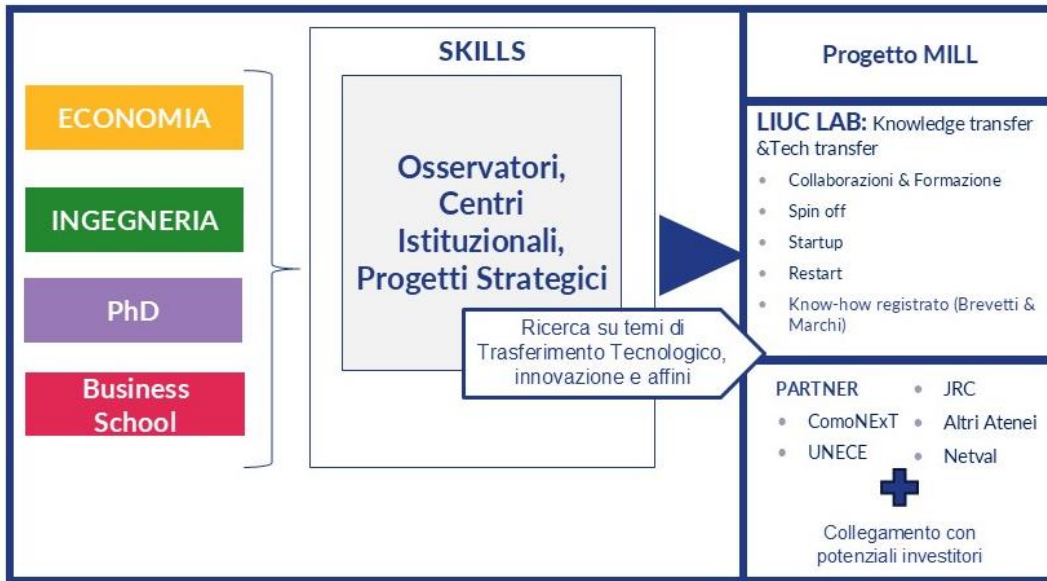 ECONOMIA
INGEGNERIA
PhD
Business
School
SKILLS
Osservatori,
Centri
Istituzionali,
Progetti Strategici
Ricerca su temi di
Trasferimento Tecnologico,
innovazione e affini
Progetto MILL
LIUC LAB: Knowledge transfer
&Tech transfer
Collaborazioni & Formazione
Spin off
Startup
Restart
Know-how registrato (Brevetti &
Marchi)
PARTNER
ComoNExT
UNECE
JRC
Altri Atenei
Netval
Collegamento con
potenziali investitori